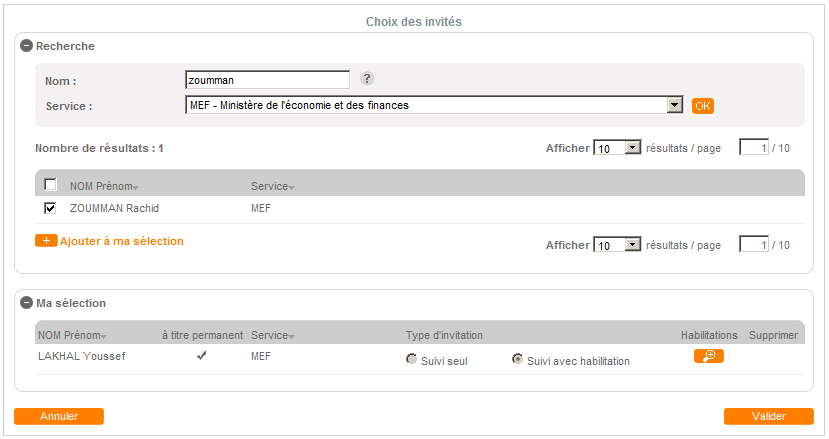 Choix des invités
Recherche
Nom : zoumman ?
Service : MEF - Ministère de l'économie et des finances OK
Nombre de résultats : 1 Afficher 10 résultats / page 1 / 10
NOM Prénom Service
ZOUMMAN Rachid MEF
+ Ajouter à ma sélection Afficher 10 résultats / page 1 / 10
Ma sélection
NOM Prénom à titre permanent Service Type d'invitation Habilitations Supprimer
LAKHAL Youssef MEF Suivi seul Suivi avec habilitation
Annuler Valider